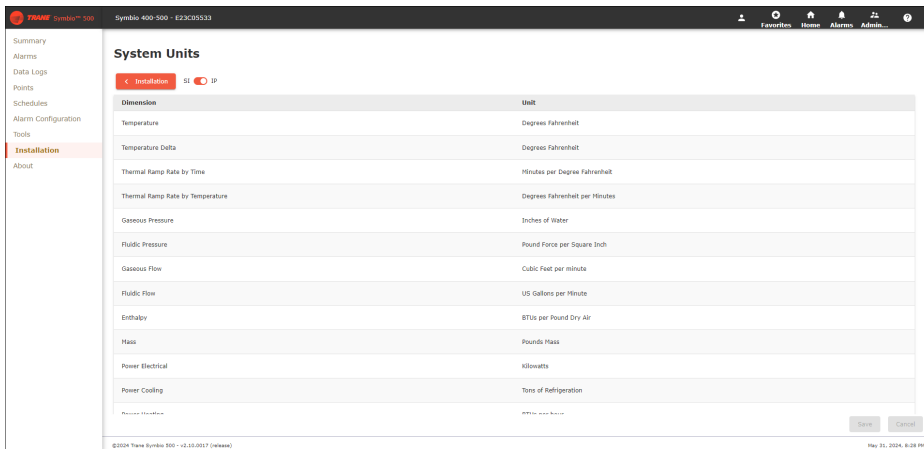 TRANE Symbio™ 500
Symbio 400-500 - E23C05533
Favorites Home Alarms Admin...
Summary
Alarms
Data Logs
Points
Schedules
Alarm Configuration
Tools
Installation
About
System Units
< Installation SI IP
Dimension Unit
Temperature Degrees Fahrenheit
Temperature Delta Degrees Fahrenheit
Thermal Ramp Rate by Time Minutes per Degree Fahrenheit
Thermal Ramp Rate by Temperature Degrees Fahrenheit per Minutes
Gaseous Pressure Inches of Water
Fluidic Pressure Pound Force per Square Inch
Gaseous Flow Cubic Feet per minute
Fluidic Flow US Gallons per Minute
Enthalpy BTUs per Pound Dry Air
Mass Pounds Mass
Power Electrical Kilowatts
Power Cooling Tons of Refrigeration
Power Heating BTUs per hour
Save Cancel
©2024 Trane Symbio 500 - v2.10.0017 (release) May 31, 2024, 8:28 PM